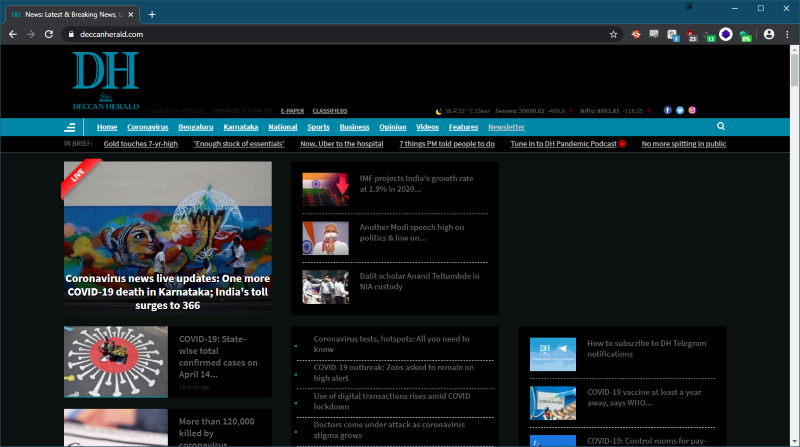 News: Latest & Breaking News, L
deccanherald.com
DH
DECCAN HERALD
E-PAPER CLASSIFIEDS
BLR 32 ° C Clear Sensex: 30690.02 -469.6 Nifty: 8993.85 -118.05
Home Coronavirus Bengaluru Karnataka National Sports Business Opinion Videos Features Newsletter
IN BRIEF: Gold touches 7-yr-high 'Enough stock of essentials' Now, Uber to the hospital 7 things PM told people to do Tune in to DH Pandemic Podcast No more spitting in public
LIVE
Coronavirus news live updates: One more
COVID-19 death in Karnataka; India's toll
surges to 366
IMF projects India's growth rate
at 1.9% in 2020...
Another Modi speech high on
politics & low on...
Dalit scholar Anand Teltumbde in
NIA custody
COVID-19: State-
wise total
confirmed cases on
April 14...
More than 120,000
killed by
coronavirus
Coronavirus tests, hotspots: All you need to
know
COVID-19 outbreak: Zoos asked to remain on
high alert
Use of digital transactions rises amid COVID
lockdown
Doctors come under attack as coronavirus
stigma grows
How to subscribe to DH Telegram
notifications
COVID-19 vaccine at least a year
away, says WHO...
COVID-19: Control rooms for pay-